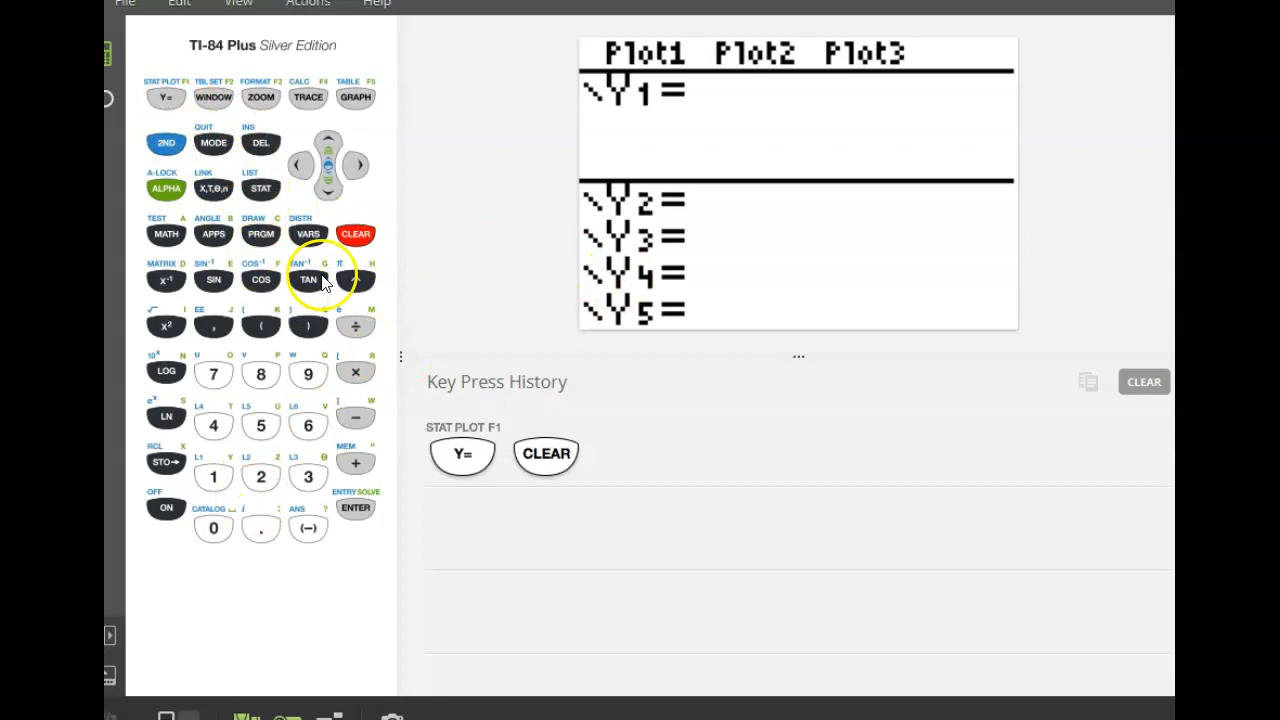 File Edit View Actions Help
TI-84 Plus Silver Edition
Plot1 Plot2 Plot3
STAT PLOT F1 TBL SET F2 FORMAT F3 CALC F4 TABLE F5
Y= WINDOW ZOOM TRACE GRAPH
\Y1=
QUIT INS
2ND MODE DEL
A-LOCK LINK LIST
ALPHA X,T,Θ,n STAT
\Y2=
TEST A ANGLE B DRAW C DISTR
MATH APPS PRGM VARS CLEAR
\Y3=
MATRIX D SIN-1 E COS-1 F TAN-1 G π H
x-1 SIN COS TAN ^
\Y4=
√ I EE J { K } e M
x² , ( ) ÷
\Y5=
10x N u O v P w Q [ R
LOG 7 8 9 ×
Key Press History
CLEAR
ex S L4 T L5 U L6 V ] W
LN 4 5 6 −
STAT PLOT F1
Y= CLEAR
RCL X L1 Y L2 Z L3 Θ MEM "
STO→ 1 2 3 +
OFF CATALOG ⎵ i : ANS ? ENTRY SOLVE
ON 0 . (−) ENTER